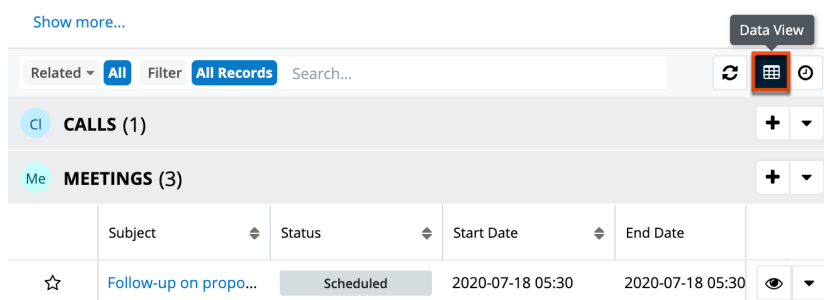 Show more...
Data View
Related All Filter All Records Search...
Cl CALLS (1)
Me MEETINGS (3)
Subject Status Start Date End Date
Follow-up on propo... Scheduled 2020-07-18 05:30 2020-07-18 05:30